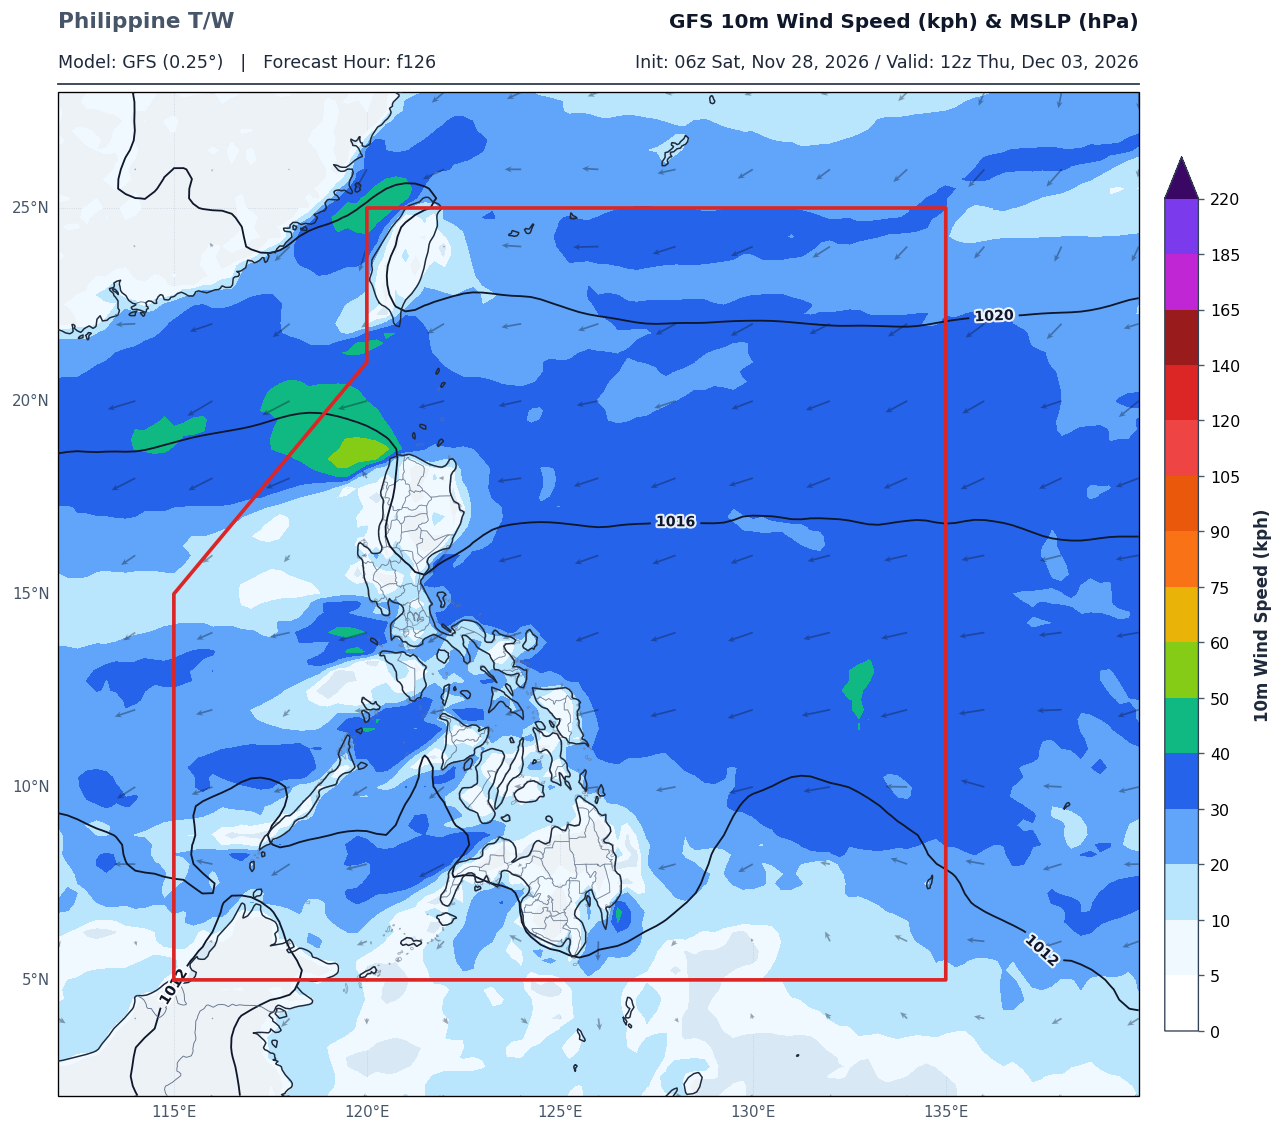 Philippine T/W
GFS 10m Wind Speed (kph) & MSLP (hPa)
Model: GFS (0.25°) | Forecast Hour: f126
Init: 06z Sat, Nov 28, 2026 / Valid: 12z Thu, Dec 03, 2026
25°N
20°N
15°N
10°N
5°N
115°E
120°E
125°E
130°E
135°E
1020
1016
1012
1012
220
185
165
140
120
105
90
75
60
50
40
30
20
10
5
0
10m Wind Speed (kph)